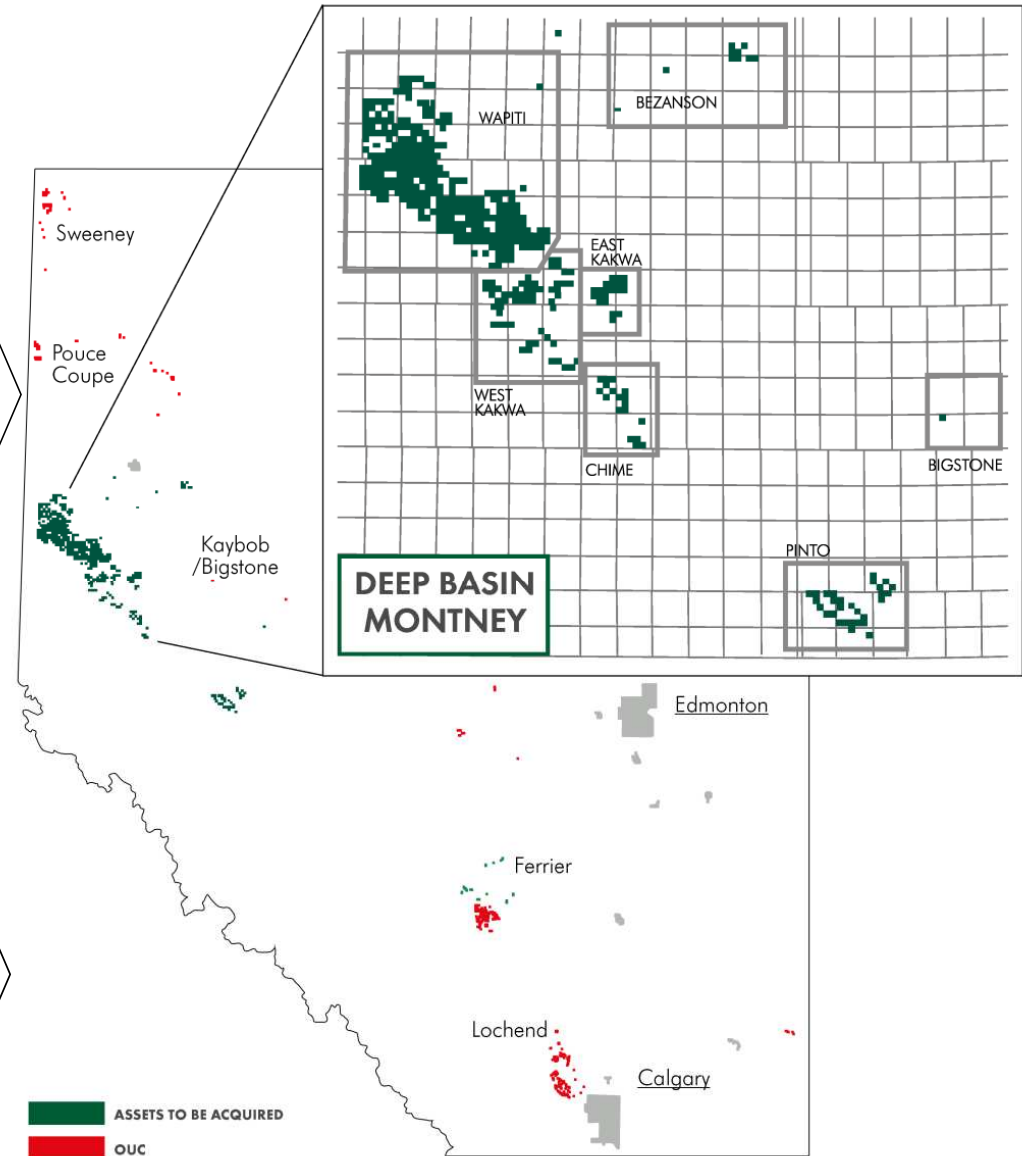 BEZANSON
WAPITI
EAST
KAKWA
WEST
KAKWA
CHIME
BIGSTONE
PINTO
DEEP BASIN
MONTNEY
Sweeney
Pouce
Coupe
Kaybob
/Bigstone
Edmonton
Ferrier
Lochend
Calgary
ASSETS TO BE ACQUIRED
OUC